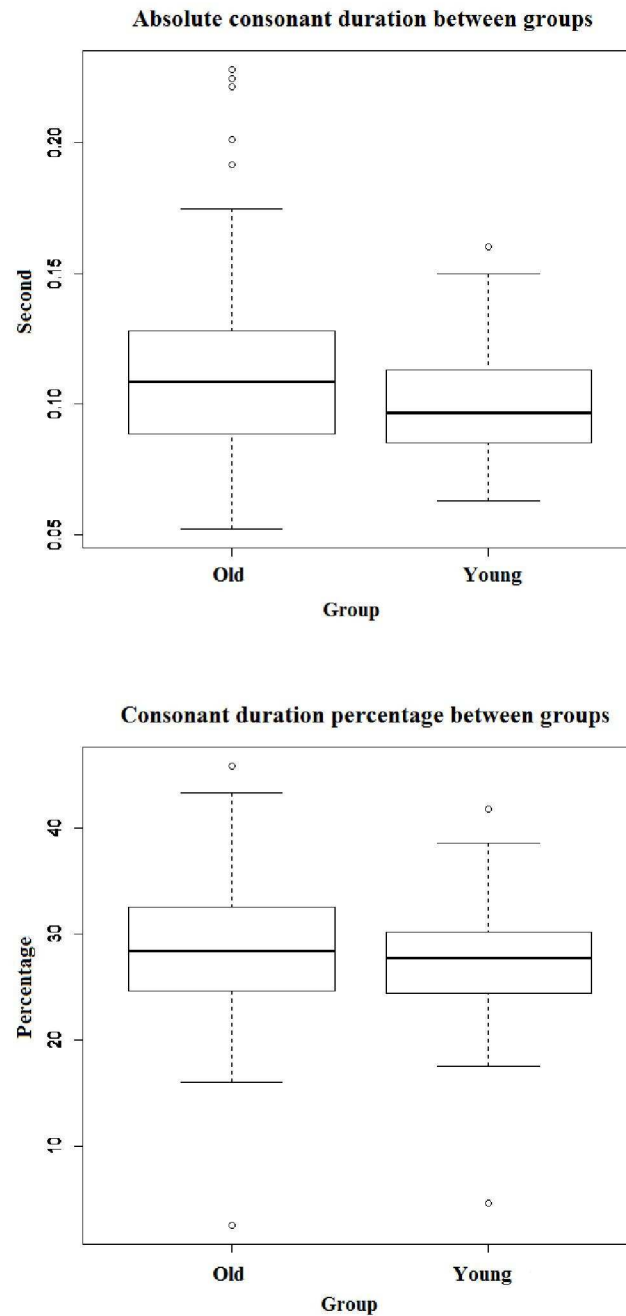 Absolute consonant duration between groups
0.20
0.15
Second
0.10
0.05
Old Young
Group
Consonant duration percentage between groups
40
30
Percentage
20
10
Old Young
Group